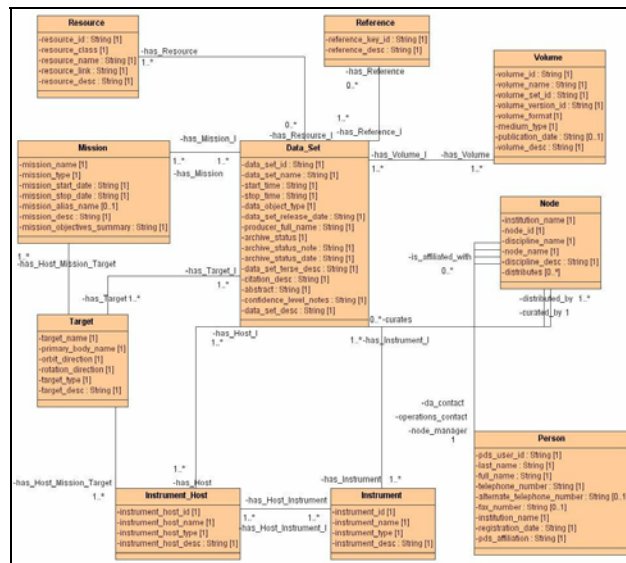 Resource
-resource_id : String [1]
-resource_class : String [1]
-resource_name : String [1]
-resource_link : String [1]
-resource_desc : String [1]
-has_Resource
1..*
0..*
-has_Resource_I
Reference
-reference_key_id : String [1]
-reference_desc : String [1]
-has_Reference
0..*
1..*
-has_Reference_I
Volume
-volume_id : String [1]
-volume_name : String [1]
-volume_set_id : String [1]
-volume_version_id : String [1]
-volume_format [1]
-medium_type [1]
-publication_date : String [0..1]
-volume_desc : String [1]
Mission
-mission_name [1]
-mission_type [1]
-mission_start_date : String [1]
-mission_stop_date : String [1]
-mission_alias_name [0..1]
-mission_desc : String [1]
-mission_objectives_summary : String [1]
-has_Mission_I
1..*
1..*
-has_Mission
Data_Set
-data_set_id : String [1]
-data_set_name : String [1]
-start_time : String [1]
-stop_time : String [1]
-data_object_type [1]
-data_set_release_date : String [1]
-producer_full_name : String [1]
-archive_status [1]
-archive_status_note : String [1]
-archive_status_date : String [1]
-data_set_terse_desc : String [1]
-citation_desc : String [1]
-abstract : String [1]
-confidence_level_notes : String [1]
-data_set_desc : String [1]
-has_Volume_I
1..*
-has_Volume
1..*
Node
-institution_name [1]
-node_id [1]
-discipline_name [1]
-node_name [1]
-discipline_desc : String [1]
-distributes [0..*]
-is_affiliated_with
0..*
-distributed_by 1..*
-curated_by 1
0..* -curates
1..*
-has_Host_Mission_Target
-has_Target_I
1..*
-has_Target 1..*
Target
-target_name [1]
-primary_body_name [1]
-orbit_direction [1]
-rotation_direction [1]
-target_type [1]
-target_desc : String [1]
-has_Host_I
1..*
1..* -has_Instrument_I
-da_contact
-operations_contact
-node_manager
1
Person
-pds_user_id : String [1]
-last_name : String [1]
-full_name : String [1]
-telephone_number : String [1]
-alternate_telephone_number : String [0..1]
-fax_number : String [0..1]
-institution_name [1]
-registration_date : String [1]
-pds_affiliation : String [1]
-has_Host_Mission_Target
1..*
1..*
-has_Host
-has_Instrument 1..*
Instrument_Host
-instrument_host_id [1]
-instrument_host_name [1]
-instrument_host_type [1]
-instrument_host_desc : String [1]
-has_Host_Instrument
1..*
1..*
-has_Host_Instrument_I
Instrument
-instrument_id [1]
-instrument_name [1]
-instrument_type [1]
-instrument_desc : String [1]